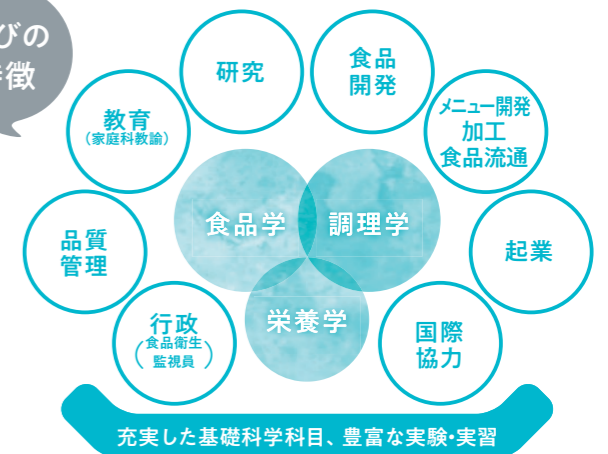 びの
徴
研究
食品
開発
教育
(家庭科教諭)
メニュー開発
加工
食品流通
食品学
調理学
品質
管理
起業
栄養学
行政
(食品衛生
監視員)
国際
協力
充実した基礎科学科目、豊富な実験・実習